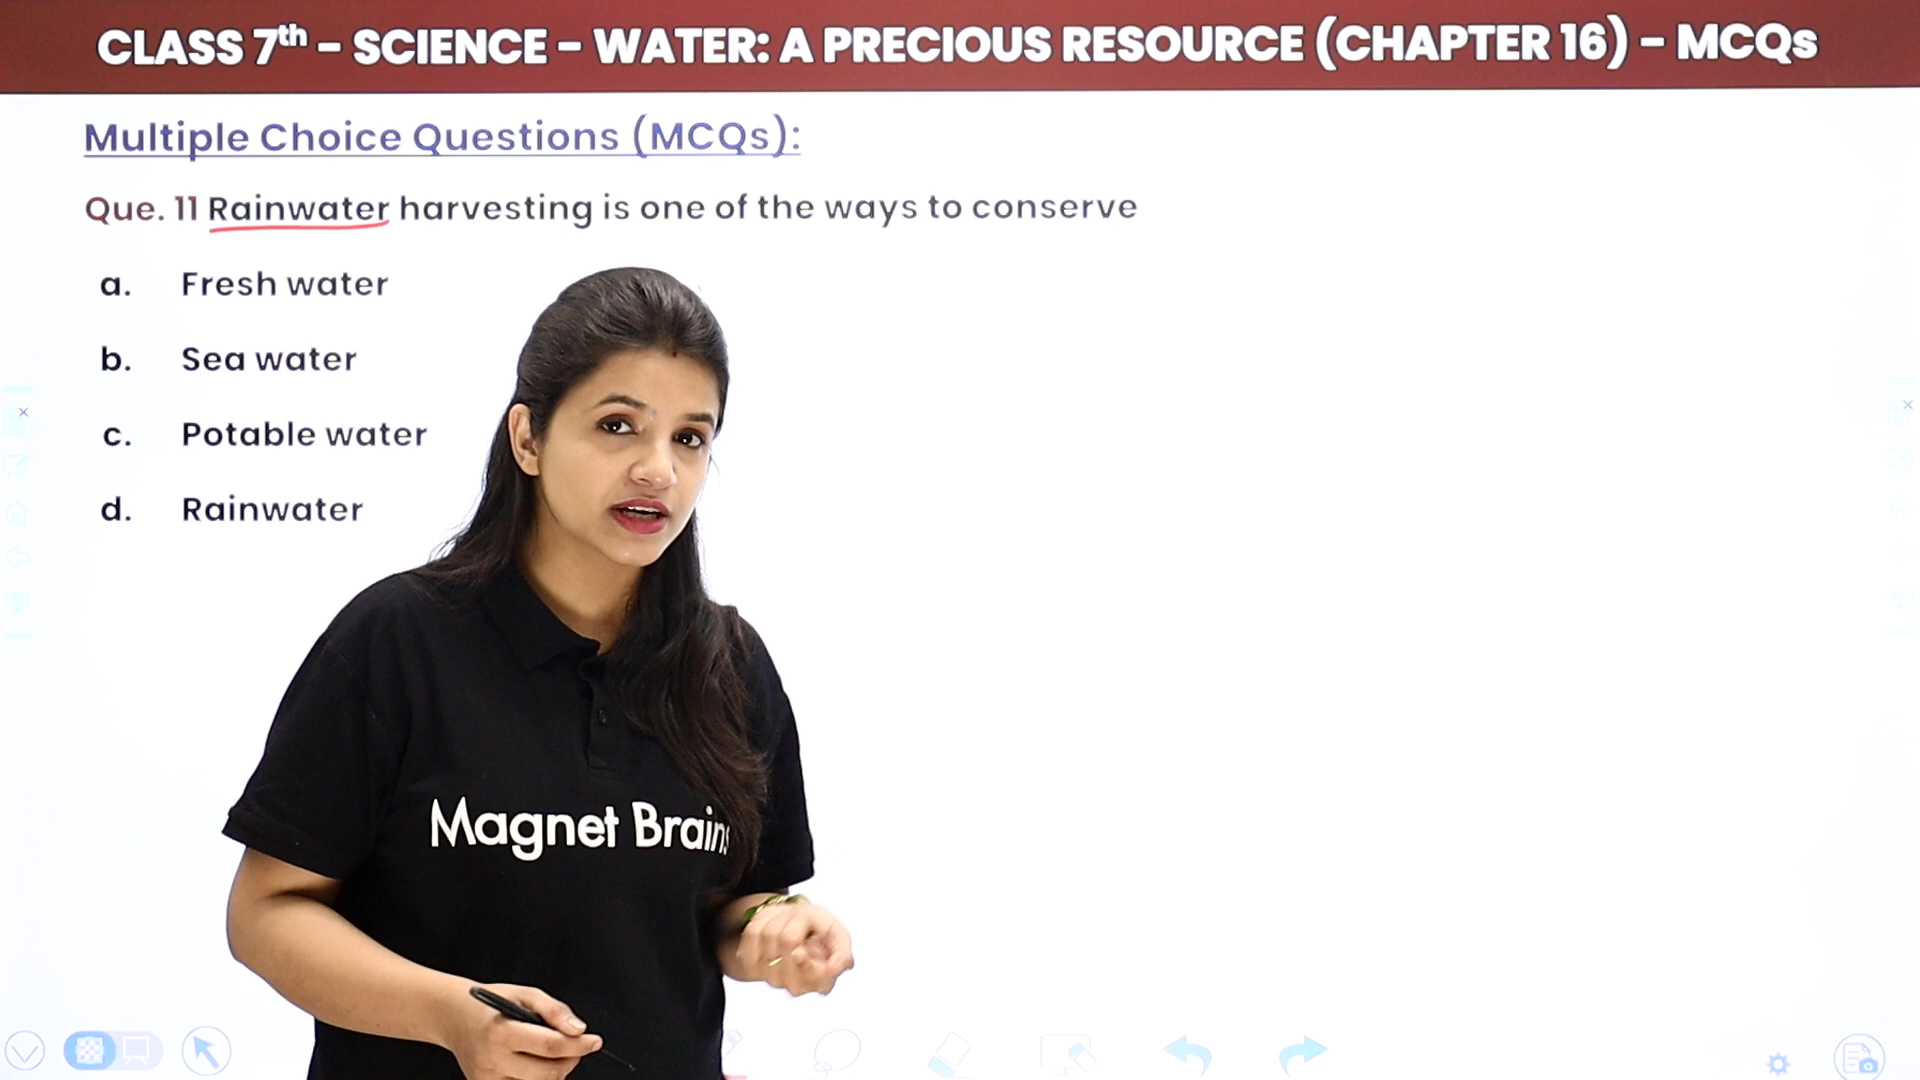 CLASS 7th – SCIENCE – WATER: A PRECIOUS RESOURCE (CHAPTER 16) – MCQs
Multiple Choice Questions (MCQs):
Que. 11 Rainwater harvesting is one of the ways to conserve
a. Fresh water
b. Sea water
c. Potable water
d. Rainwater
Magnet Brains